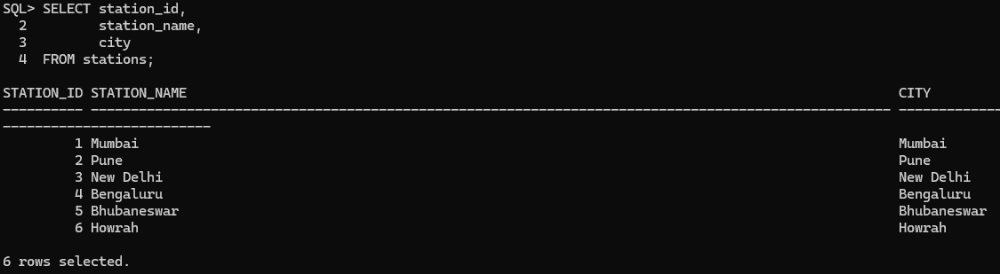 SQL> SELECT station_id,
  2         station_name,
  3         city
  4  FROM stations;
STATION_ID STATION_NAME                                                                                         CITY
---------- ---------------------------------------------------------------------------------------------------- -------------
--------------------------
         1 Mumbai                                                                                               Mumbai
         2 Pune                                                                                                 Pune
         3 New Delhi                                                                                            New Delhi
         4 Bengaluru                                                                                            Bengaluru
         5 Bhubaneswar                                                                                          Bhubaneswar
         6 Howrah                                                                                               Howrah
6 rows selected.